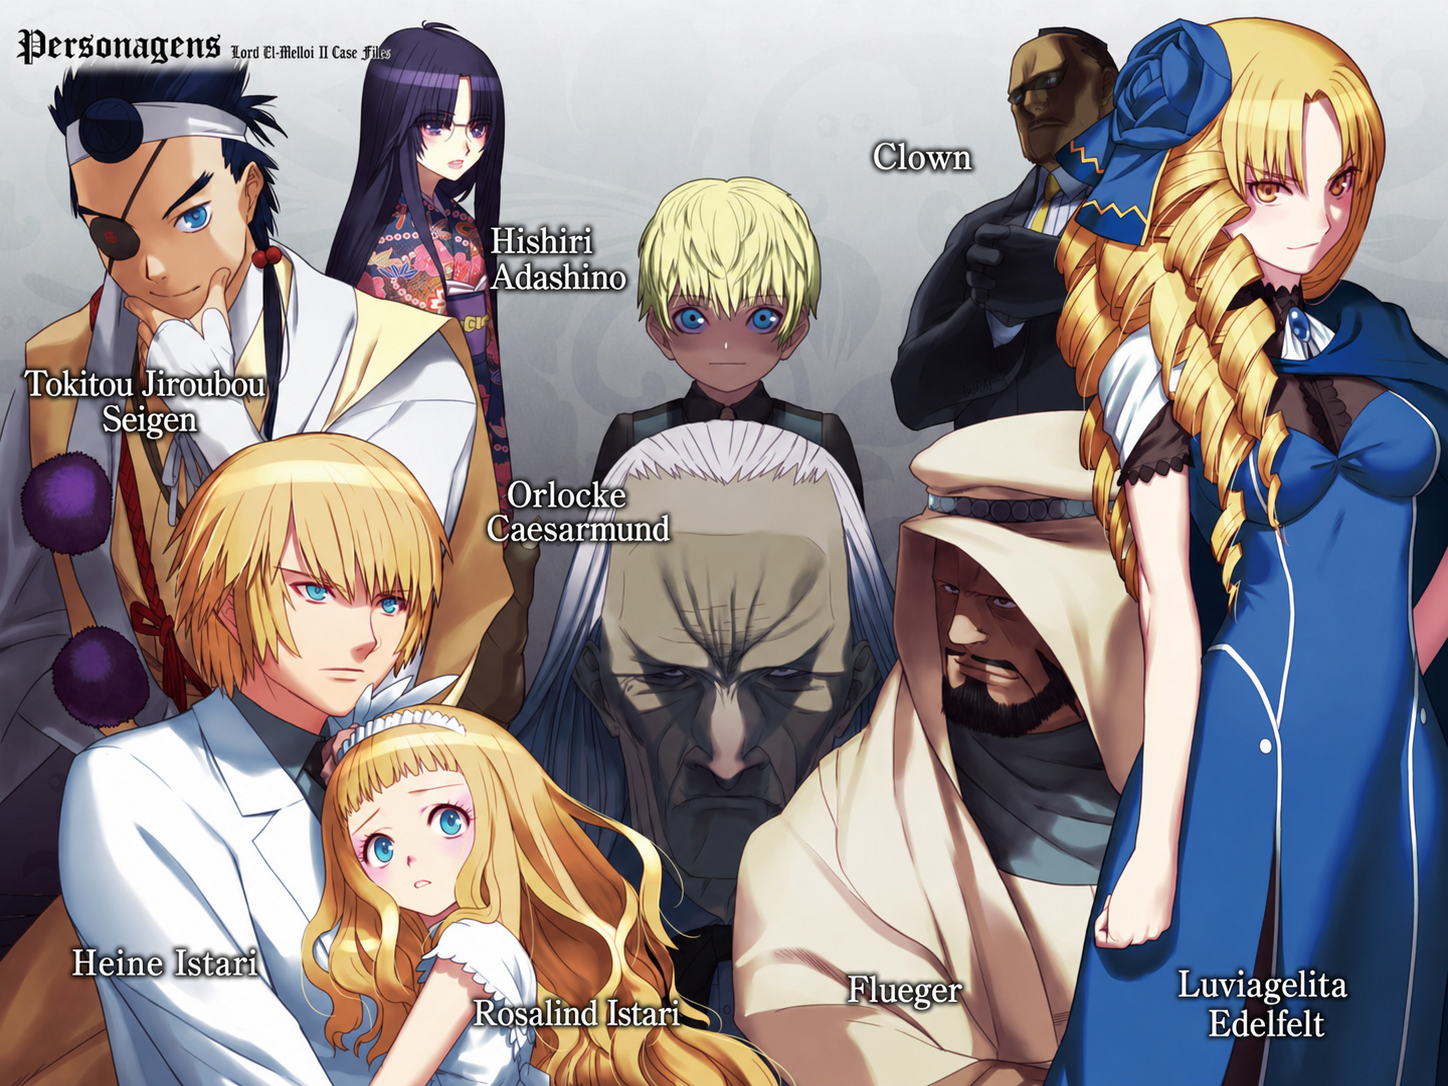 Personagens Lord El-Melloi II Case Files
Clown
Hishiri
Adashino
Tokitou Jiroubou
Seigen
Orlocke
Caesarmund
Heine Istari
Rosalind Istari
Flueger
Luviagelita
Edelfelt